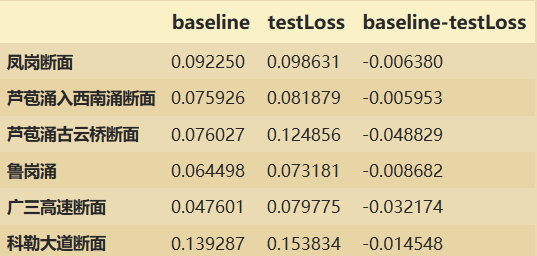 baseline testLoss baseline-testLoss
凤岗断面 0.092250 0.098631 -0.006380
芦苞涌入西南涌断面 0.075926 0.081879 -0.005953
芦苞涌古云桥断面 0.076027 0.124856 -0.048829
鲁岗涌 0.064498 0.073181 -0.008682
广三高速断面 0.047601 0.079775 -0.032174
科勒大道断面 0.139287 0.153834 -0.014548